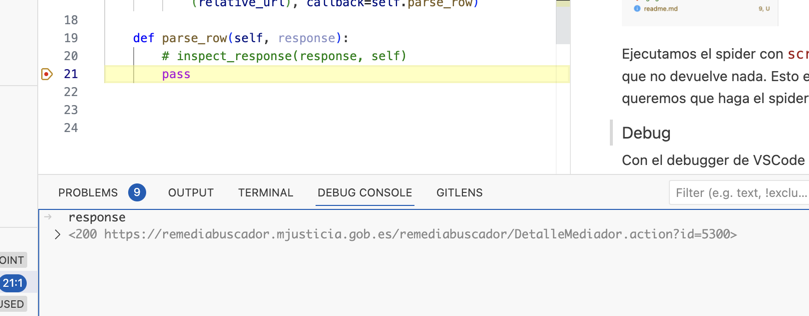 (relative_url), callback=self.parse_row)
18
19 def parse_row(self, response):
20 # inspect_response(response, self)
21 pass
22
23
24
readme.md 9, U
Ejecutamos el spider con scr
que no devuelve nada. Esto e
queremos que haga el spider
Debug
Con el debugger de VSCode
PROBLEMS 9 OUTPUT TERMINAL DEBUG CONSOLE GITLENS
Filter (e.g. text, !exclu...
response
<200 https://remediabuscador.mjusticia.gob.es/remediabuscador/DetalleMediador.action?id=5300>
OINT
21:1
USED